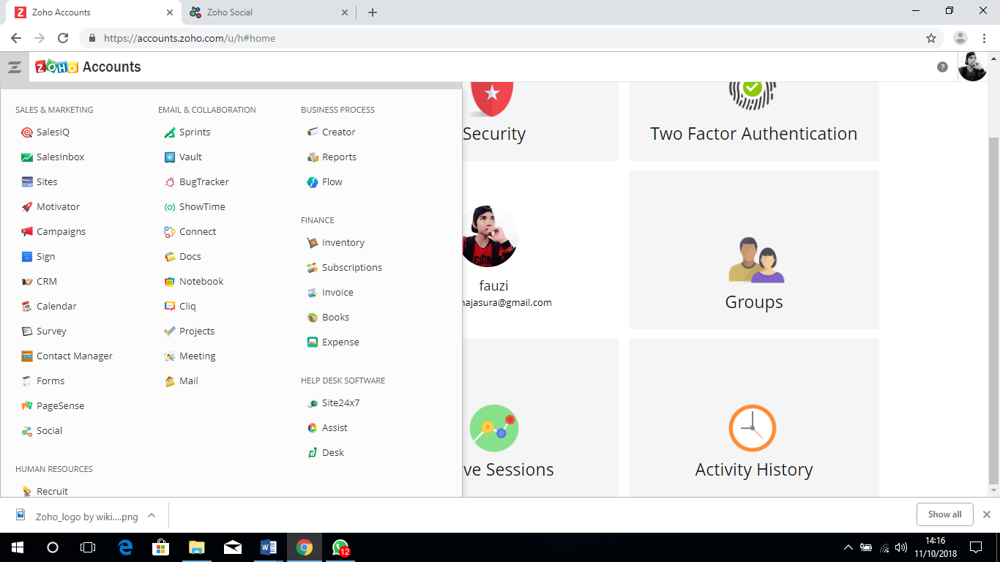 Zoho Accounts
Zoho Social
https://accounts.zoho.com/u/h#home
ZOHO Accounts
SALES & MARKETING
SalesIQ
SalesInbox
Sites
Motivator
Campaigns
Sign
CRM
Calendar
Survey
Contact Manager
Forms
PageSense
Social
HUMAN RESOURCES
Recruit
EMAIL & COLLABORATION
Sprints
Vault
BugTracker
ShowTime
Connect
Docs
Notebook
Cliq
Projects
Meeting
Mail
BUSINESS PROCESS
Creator
Reports
Flow
FINANCE
Inventory
Subscriptions
Invoice
Books
Expense
HELP DESK SOFTWARE
Site24x7
Assist
Desk
Security
Two Factor Authentication
fauzi
najasura@gmail.com
Groups
ve Sessions
Activity History
Zoho_logo by wiki....png
Show all
12
14:16
11/10/2018